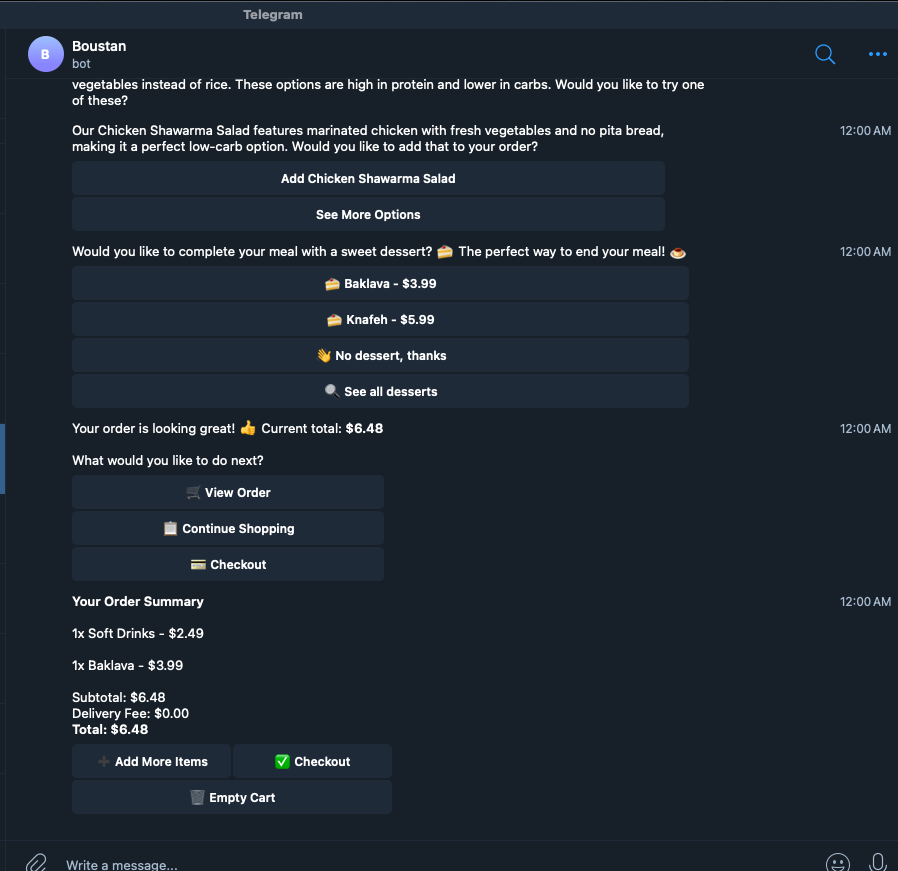 Telegram
B
Boustan
bot
vegetables instead of rice. These options are high in protein and lower in carbs. Would you like to try one
of these?
Our Chicken Shawarma Salad features marinated chicken with fresh vegetables and no pita bread,
making it a perfect low-carb option. Would you like to add that to your order?
12:00 AM
Add Chicken Shawarma Salad
See More Options
Would you like to complete your meal with a sweet dessert? 🍰 The perfect way to end your meal! ☕
12:00 AM
🍰 Baklava - $3.99
🍰 Knafeh - $5.99
👋 No dessert, thanks
🔍 See all desserts
Your order is looking great! 👍 Current total: $6.48
12:00 AM
What would you like to do next?
🛒 View Order
📋 Continue Shopping
💳 Checkout
Your Order Summary
12:00 AM
1x Soft Drinks - $2.49
1x Baklava - $3.99
Subtotal: $6.48
Delivery Fee: $0.00
Total: $6.48
➕ Add More Items
✅ Checkout
🗑️ Empty Cart
Write a message...